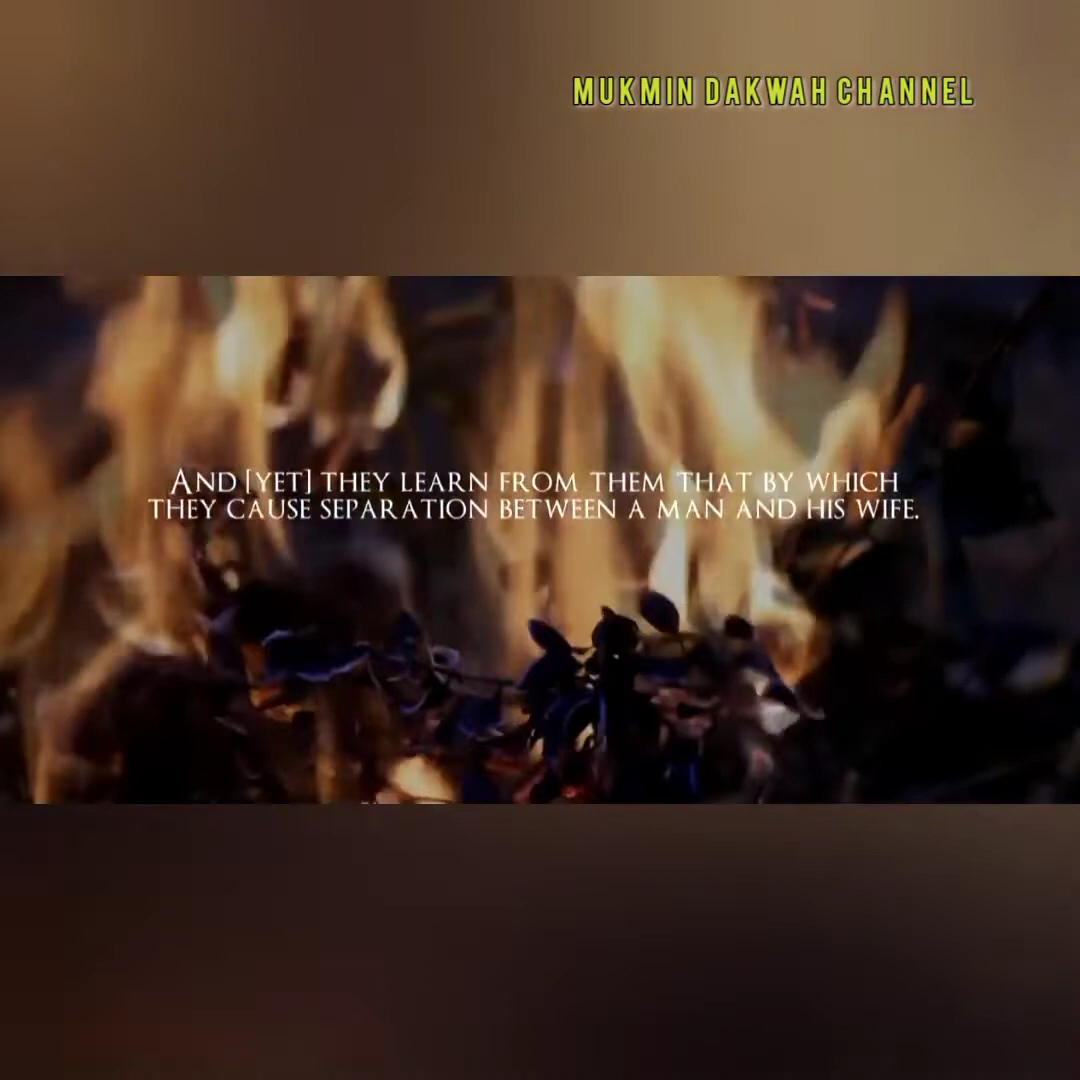 MUKMIN DAKWAH CHANNEL
AND [YET] THEY LEARN FROM THEM THAT BY WHICH
THEY CAUSE SEPARATION BETWEEN A MAN AND HIS WIFE.